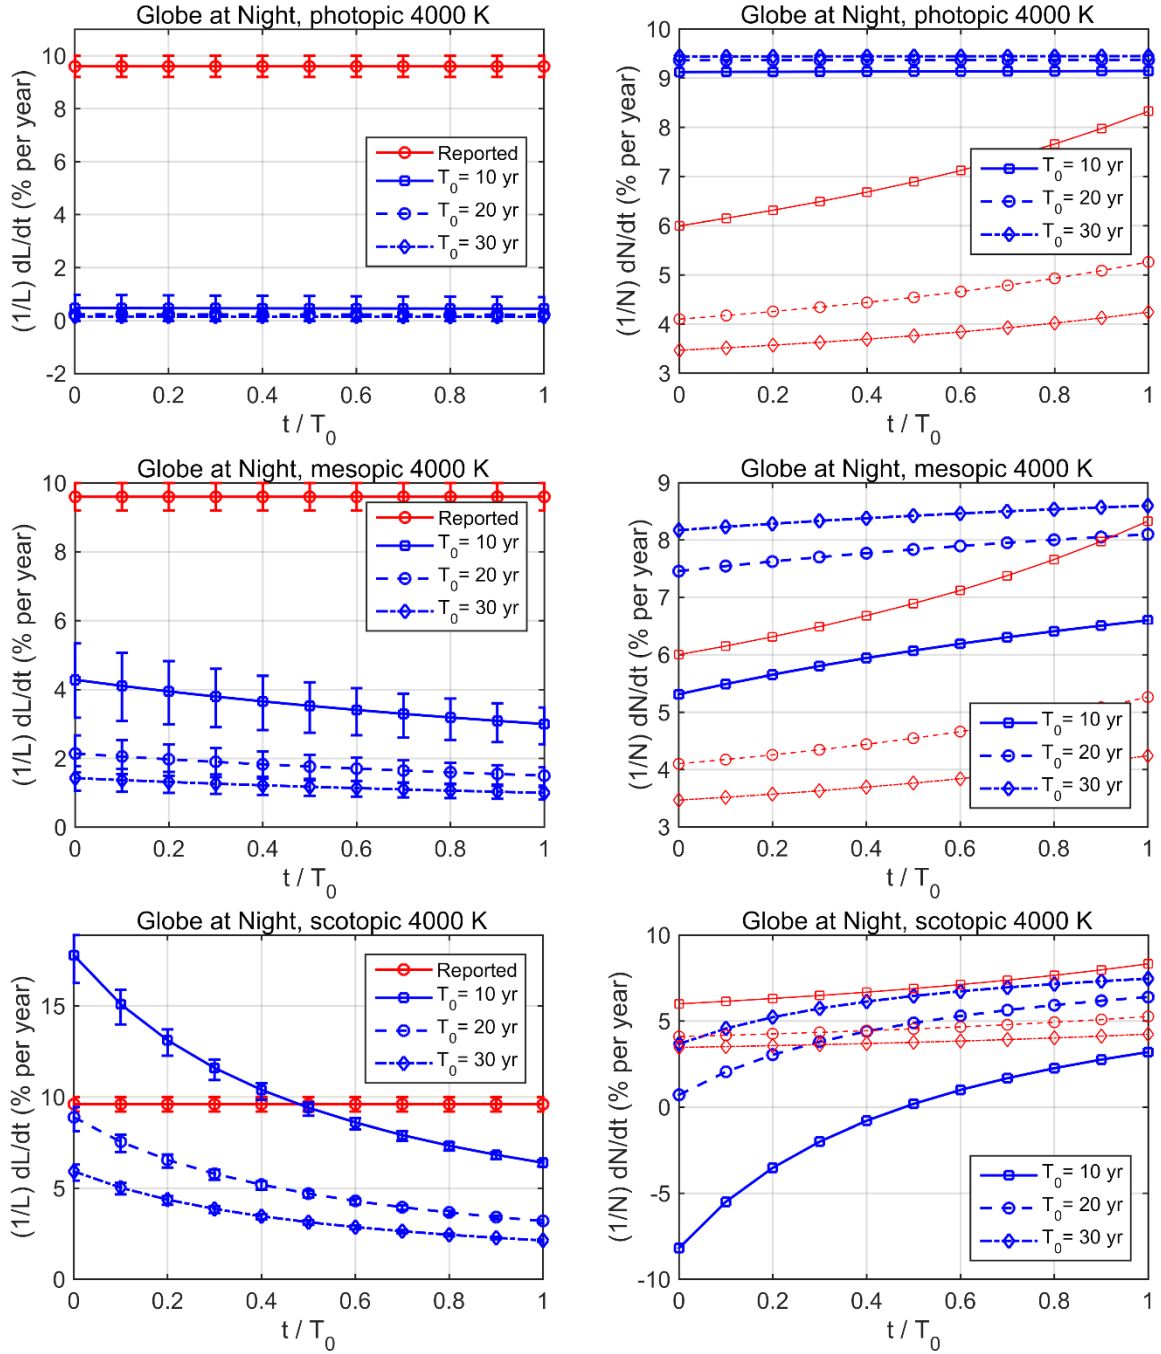 Globe at Night, photopic 4000 K
(1/L) dL/dt (% per year)
10
8
6
4
2
0
-2
Reported
T0= 10 yr
T0= 20 yr
T0= 30 yr
0 0.2 0.4 0.6 0.8 1
t / T0
Globe at Night, photopic 4000 K
(1/N) dN/dt (% per year)
10
9
8
7
6
5
4
3
T0= 10 yr
T0= 20 yr
T0= 30 yr
0 0.2 0.4 0.6 0.8 1
t / T0
Globe at Night, mesopic 4000 K
(1/L) dL/dt (% per year)
10
8
6
4
2
0
Reported
T0= 10 yr
T0= 20 yr
T0= 30 yr
0 0.2 0.4 0.6 0.8 1
t / T0
Globe at Night, mesopic 4000 K
(1/N) dN/dt (% per year)
9
8
7
6
5
4
3
T0= 10 yr
T0= 20 yr
T0= 30 yr
0 0.2 0.4 0.6 0.8 1
t / T0
Globe at Night, scotopic 4000 K
(1/L) dL/dt (% per year)
15
10
5
0
Reported
T0= 10 yr
T0= 20 yr
T0= 30 yr
0 0.2 0.4 0.6 0.8 1
t / T0
Globe at Night, scotopic 4000 K
(1/N) dN/dt (% per year)
10
5
0
-5
-10
T0= 10 yr
T0= 20 yr
T0= 30 yr
0 0.2 0.4 0.6 0.8 1
t / T0